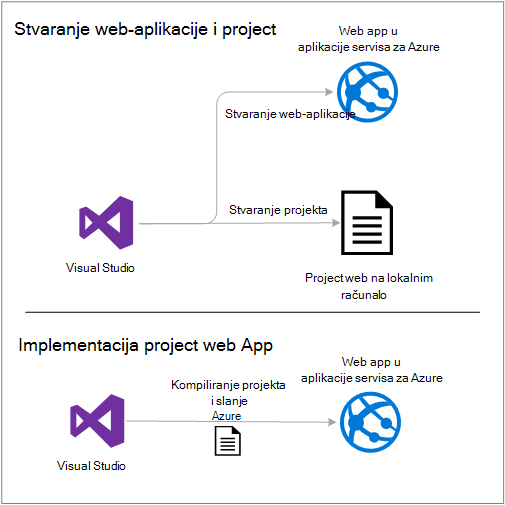 Stvaranje web-aplikacije i project
Web app u
aplikacije servisa za Azure
Stvaranje web-aplikacije
Stvaranje projekta
Visual Studio
Project web na lokalnim
računalo
Implementacija project web App
Web app u
aplikacije servisa za Azure
Kompiliranje projekta
i slanje
Azure
Visual Studio